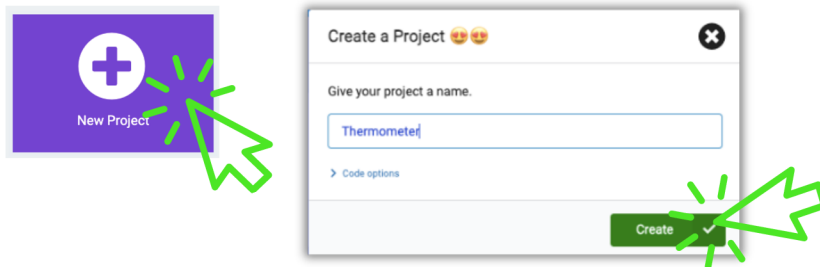 New Project
Create a Project 😍😍
Give your project a name.
Thermometer
Code options
Create